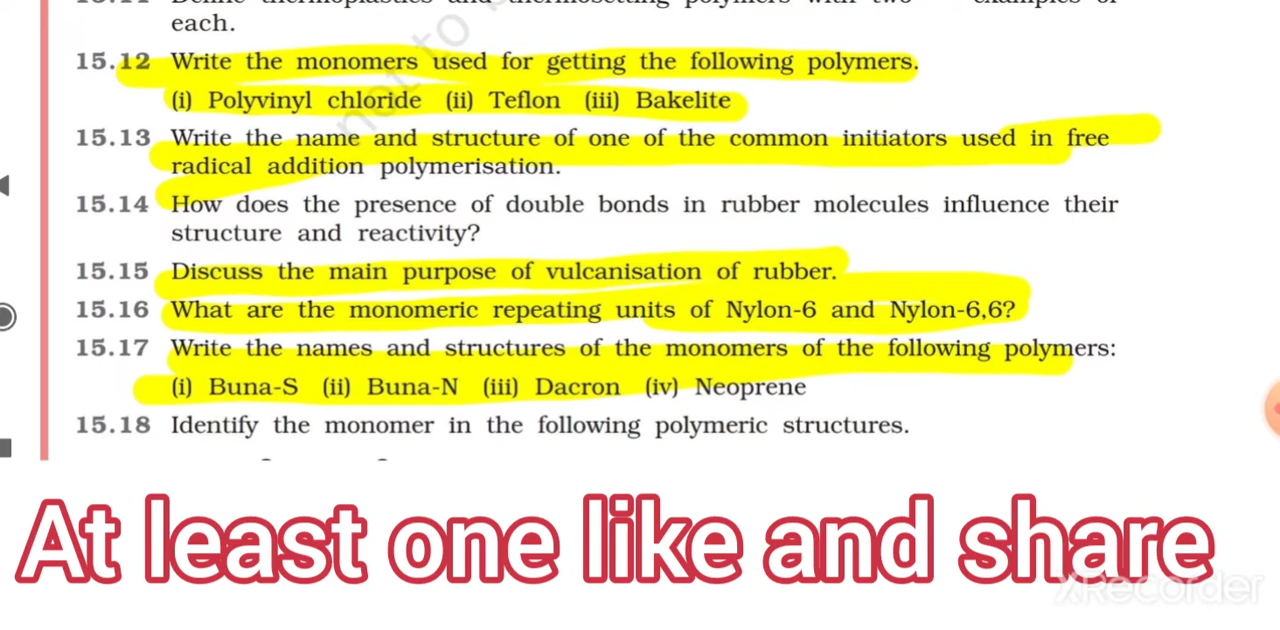 each.
15.12 Write the monomers used for getting the following polymers.
(i) Polyvinyl chloride (ii) Teflon (iii) Bakelite
15.13 Write the name and structure of one of the common initiators used in free
radical addition polymerisation.
15.14 How does the presence of double bonds in rubber molecules influence their
structure and reactivity?
15.15 Discuss the main purpose of vulcanisation of rubber.
15.16 What are the monomeric repeating units of Nylon-6 and Nylon-6,6?
15.17 Write the names and structures of the monomers of the following polymers:
(i) Buna-S (ii) Buna-N (iii) Dacron (iv) Neoprene
15.18 Identify the monomer in the following polymeric structures.
At least one like and share
XRecorder